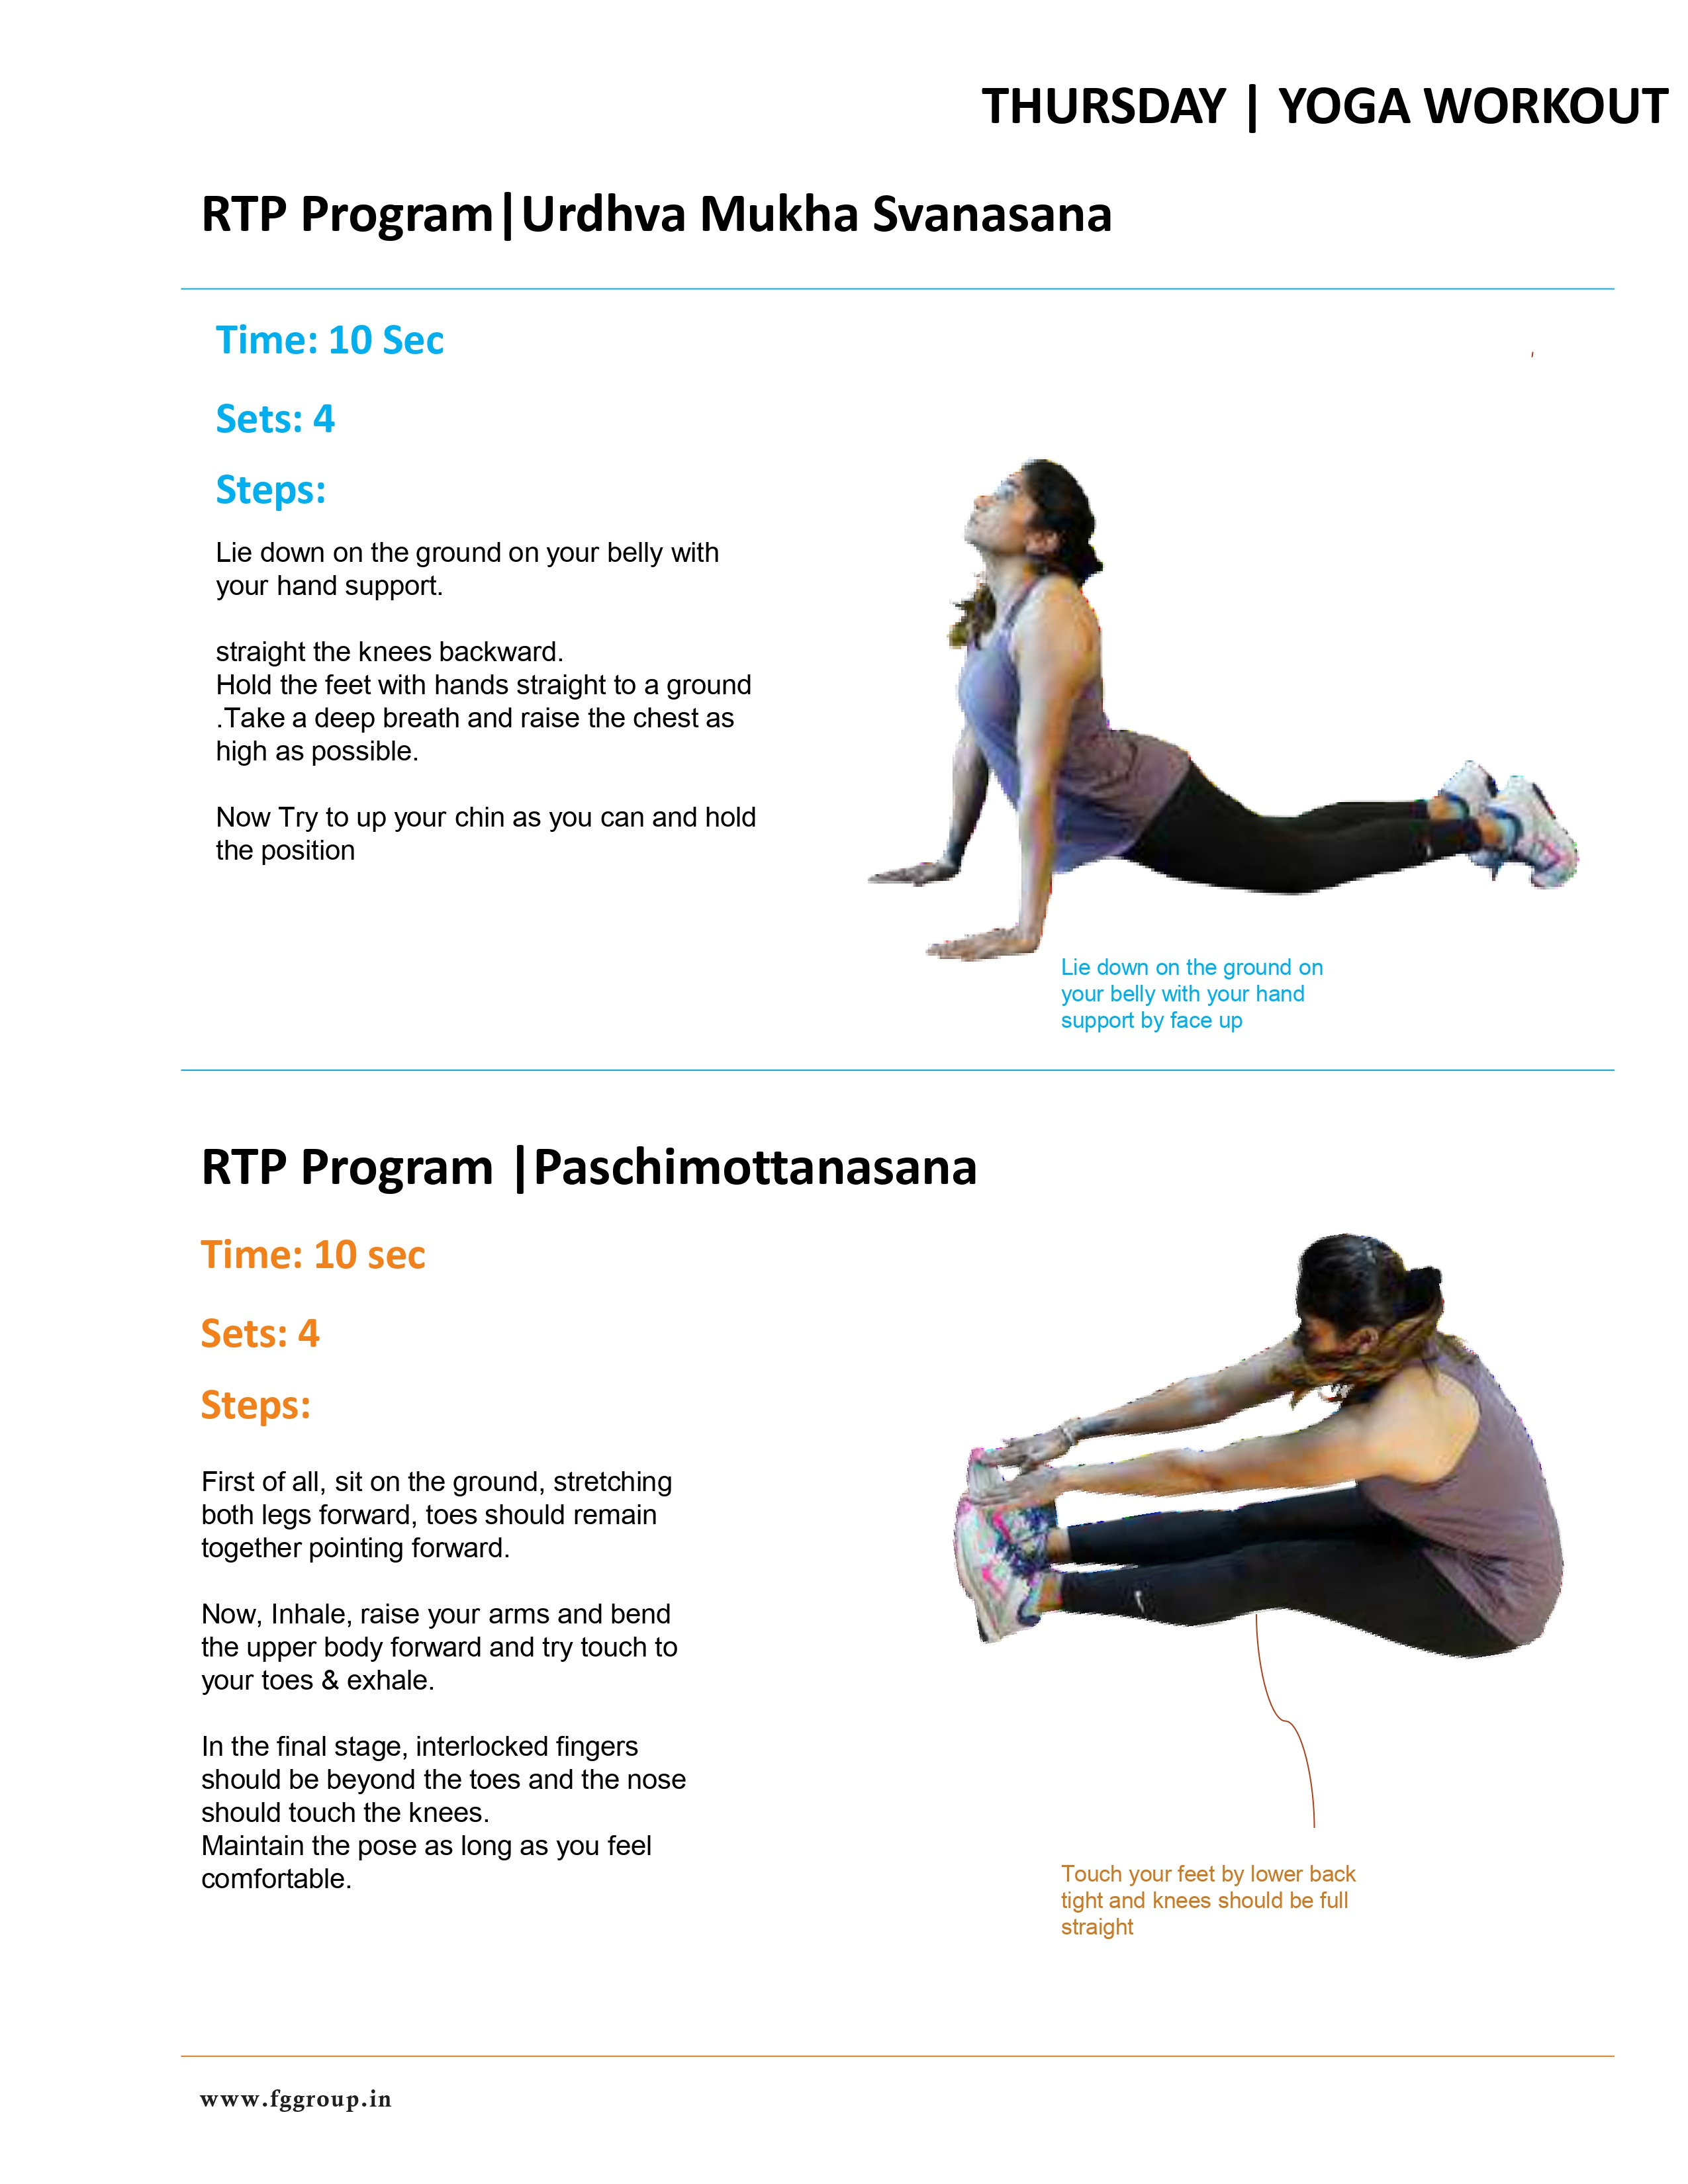 THURSDAY | YOGA WORKOUT
RTP Program|Urdhva Mukha Svanasana
Time: 10 Sec
Sets: 4
Steps:
Lie down on the ground on your belly with
your hand support.
straight the knees backward.
Hold the feet with hands straight to a ground
.Take a deep breath and raise the chest as
high as possible.
Now Try to up your chin as you can and hold
the position
Lie down on the ground on
your belly with your hand
support by face up
RTP Program |Paschimottanasana
Time: 10 sec
Sets: 4
Steps:
First of all, sit on the ground, stretching
both legs forward, toes should remain
together pointing forward.
Now, Inhale, raise your arms and bend
the upper body forward and try touch to
your toes & exhale.
In the final stage, interlocked fingers
should be beyond the toes and the nose
should touch the knees.
Maintain the pose as long as you feel
comfortable.
Touch your feet by lower back
tight and knees should be full
straight
www.fggroup.in